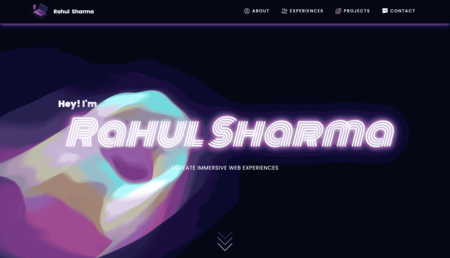 Rahul Sharma
ABOUT
EXPERIENCES
PROJECTS
CONTACT
Hey! I'm
RAHUL SHARMA
I CREATE IMMERSIVE WEB EXPERIENCES